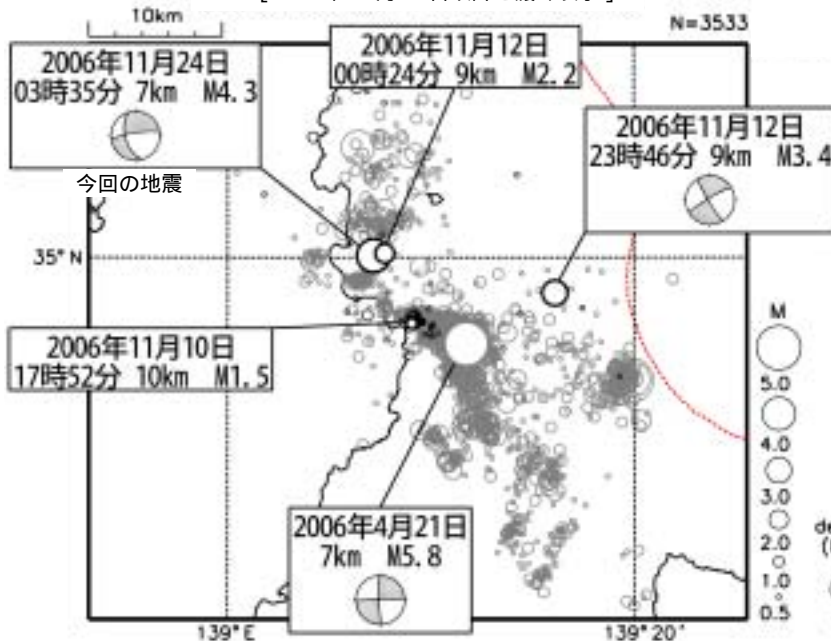 10km
N=3533
2006年11月24日
03時35分 7km M4.3
今回の地震
2006年11月12日
00時24分 9km M2.2
2006年11月12日
23時46分 9km M3.4
35°N
2006年11月10日
17時52分 10km M1.5
2006年4月21日
7km M5.8
M
5.0
4.0
3.0
2.0
1.0
0.5
139°E
139°20'